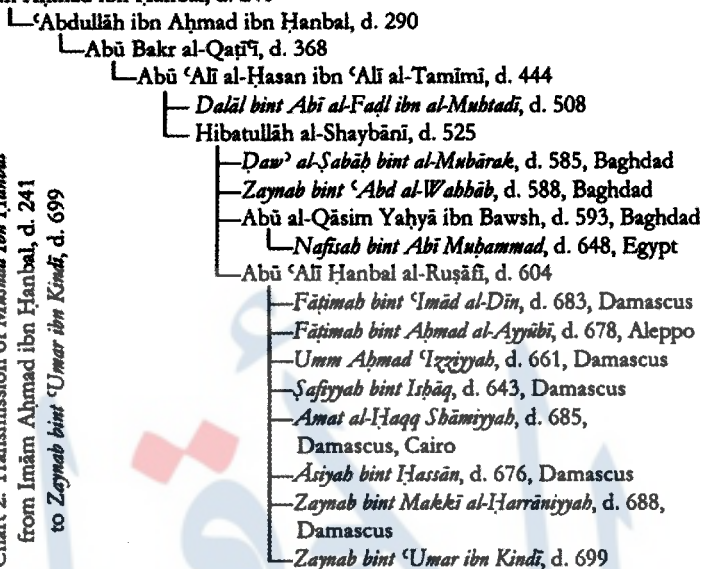 ʿAbdullāh ibn Aḥmad ibn Ḥanbal, d. 290
Abū Bakr al-Qaṭīʿī, d. 368
Abū ʿAlī al-Ḥasan ibn ʿAlī al-Tamīmī, d. 444
Dalāl bint Abī al-Faḍl ibn al-Muhtadī, d. 508
Hibatullāh al-Shaybānī, d. 525
Ḍawʾ al-Ṣabāḥ bint al-Mubārak, d. 585, Baghdad
Zaynab bint ʿAbd al-Wahhāb, d. 588, Baghdad
Abū al-Qāsim Yaḥyā ibn Bawsh, d. 593, Baghdad
Nafīsah bint Abī Muḥammad, d. 648, Egypt
Abū ʿAlī Ḥanbal al-Ruṣāfī, d. 604
Fāṭimah bint ʿImād al-Dīn, d. 683, Damascus
Fāṭimah bint Aḥmad al-Ayyūbī, d. 678, Aleppo
Umm Aḥmad ʿIzziyyah, d. 661, Damascus
Ṣafiyyah bint Isḥāq, d. 643, Damascus
Amat al-Ḥaqq Shāmiyyah, d. 685,
Damascus, Cairo
Āsiyah bint Ḥassān, d. 676, Damascus
Zaynab bint Makkī al-Ḥarrāniyyah, d. 688,
Damascus
Zaynab bint ʿUmar ibn Kindī, d. 699
from Imām Aḥmad ibn Ḥanbal, d. 241
to Zaynab bint ʿUmar ibn Kindī, d. 699